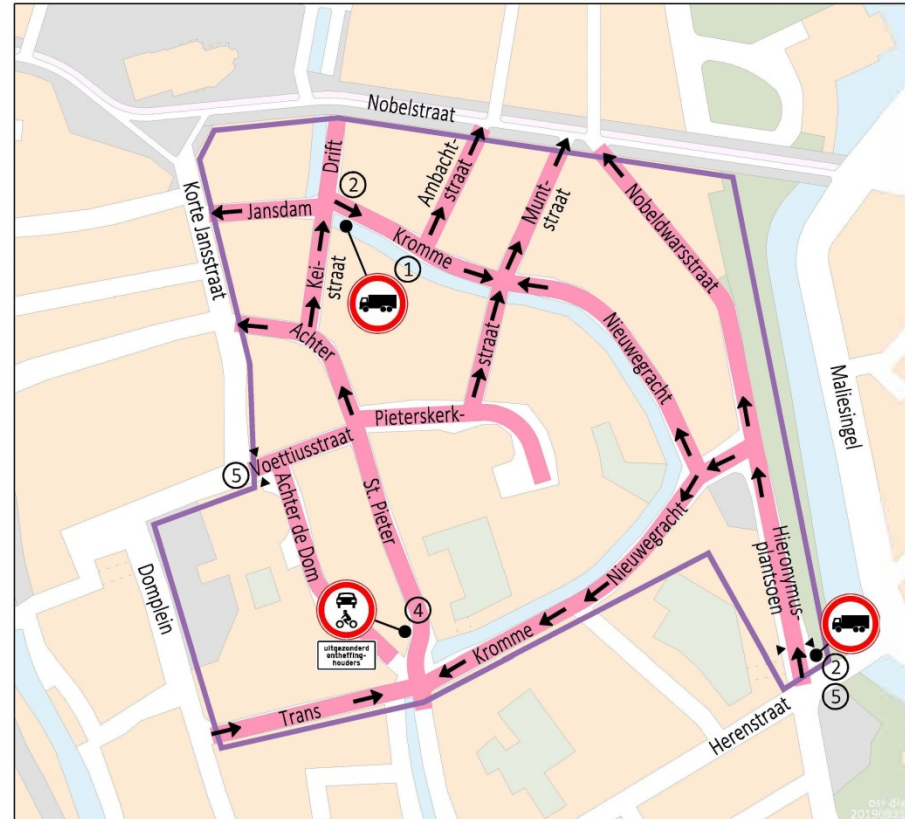 Nobelstraat
Drift
Ambacht-
straat
Munt-
straat
Nobeldwarsstraat
Korte Jansstraat
Jansdam
2
Kromme
1
Kei-
straat
Achter
straat
Nieuwegracht
Maliesingel
Pieterskerk-
Voetiusstraat
5
Achter de Dom
St. Pieter
Nieuwegracht
Hieronymus-
plantsoen
Domplein
4
uitgezonderd
ontheffing-
houders
Kromme
2
5
Trans
Herenstraat